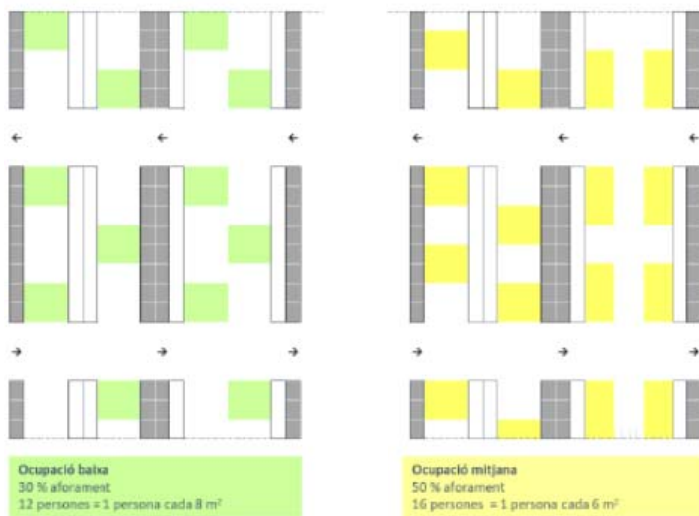 Ocupació baixa
30 % aforament
12 persones = 1 persona cada 8 m²
Ocupació mitjana
50 % aforament
16 persones = 1 persona cada 6 m²